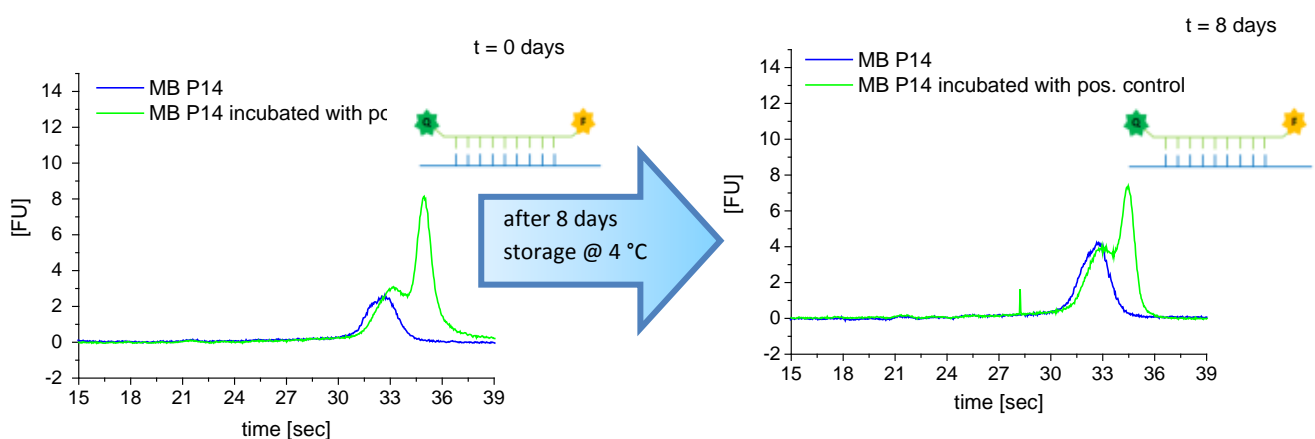 t = 0 days
MB P14
MB P14 incubated with po
[FU]
14
12
10
8
6
4
2
0
-2
15 18 21 24 27 30 33 36 39
time [sec]
Q F
after 8 days
storage @ 4 °C
t = 8 days
MB P14
MB P14 incubated with pos. control
[FU]
14
12
10
8
6
4
2
0
-2
15 18 21 24 27 30 33 36 39
time [sec]
Q F